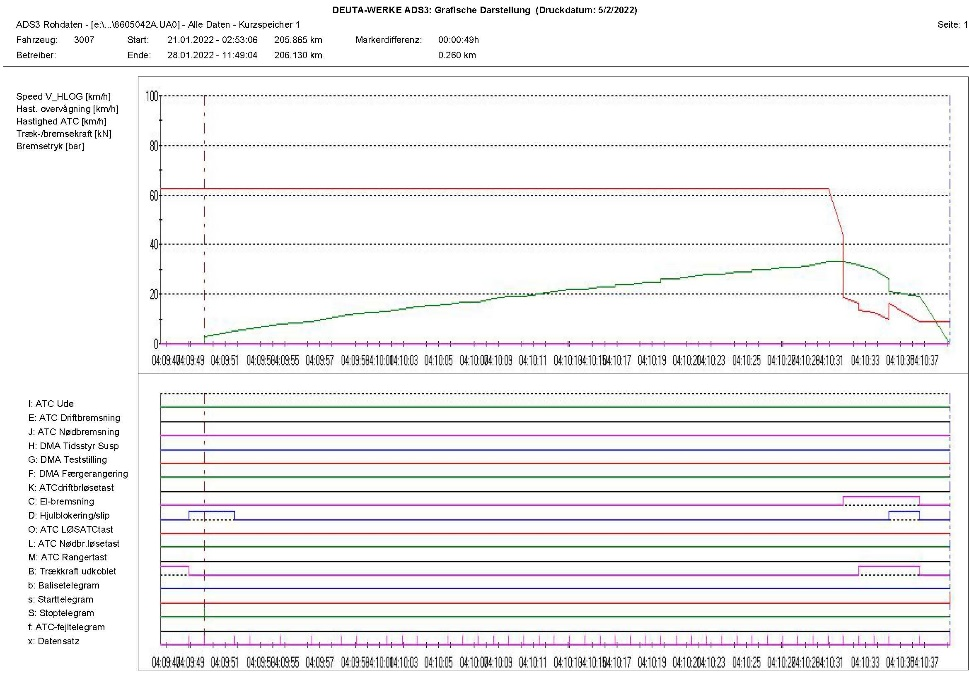 DEUTA-WERKE ADS3: Grafische Darstellung (Druckdatum: 5/2/2022)
ADS3 Rohdaten - [e:\...\6605042A.UA0] - Alle Daten - Kurzspeicher 1 Seite: 1
Fahrzeug: 3007 Start: 21.01.2022 - 02:53:06 205.865 km Markerdifferenz: 00:00:49h
Betreiber: Ende: 28.01.2022 - 11:49:04 206.130 km 0.260 km
Speed V_HLOG [km/h]
Hast. overvågning [km/h]
Hastighed ATC [km/h]
Træk-/bremsekraft [kN]
Bremsetryk [bar]
100
80
60
40
20
0
04:09:49 04:09:51 04:09:55 04:09:57 04:10:03 04:10:05 04:10:09 04:10:11 04:10:17 04:10:19 04:10:23 04:10:25 04:10:31 04:10:33 04:10:37
I: ATC Ude
E: ATC Driftbremsning
J: ATC Nødbremsning
H: DMA Tidsstyr Susp
G: DMA Teststilling
F: DMA Færgerangering
K: ATCdriftbrløsetast
C: El-bremsning
D: Hjulblokering/slip
O: ATC LØSATCtast
L: ATC Nødbr.løsetast
M: ATC Rangertast
B: Trækkraft udkoblet
b: Balisetelegram
s: Starttelegram
S: Stoptelegram
f: ATC-fejltelegram
x: Datensatz
04:09:49 04:09:51 04:09:55 04:09:57 04:10:03 04:10:05 04:10:09 04:10:11 04:10:17 04:10:19 04:10:23 04:10:25 04:10:31 04:10:33 04:10:37